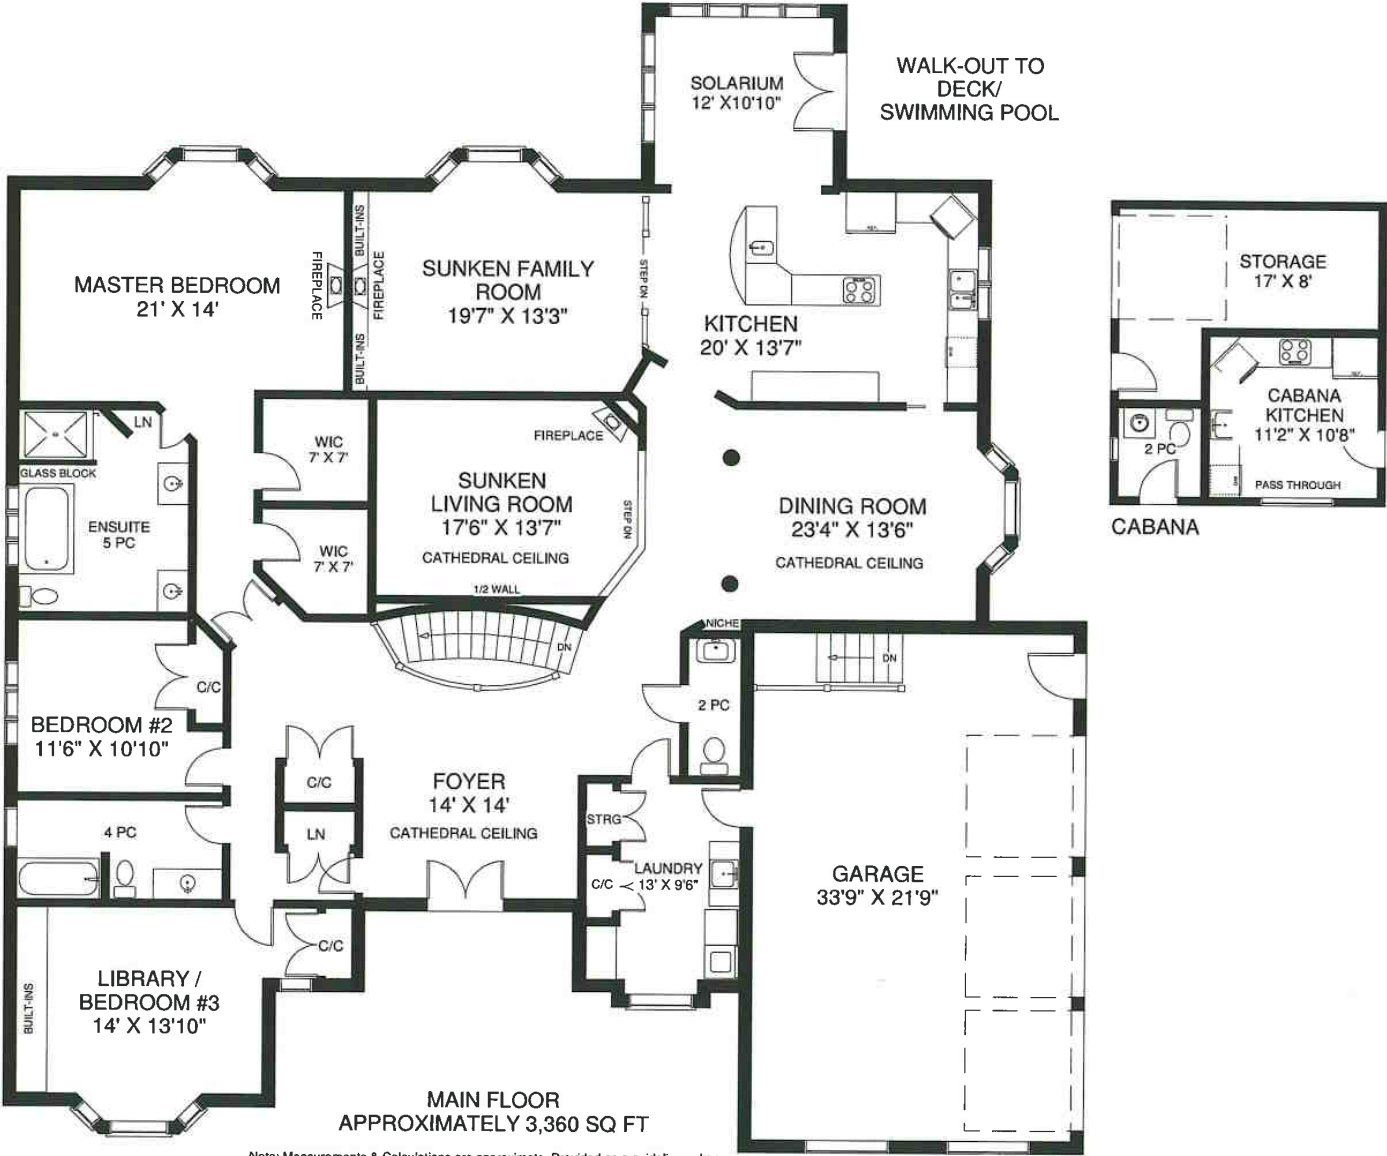 SOLARIUM
12' X10'10"
WALK-OUT TO
DECK/
SWIMMING POOL
MASTER BEDROOM
21' X 14'
FIREPLACE
BUILT-INS
FIREPLACE
BUILT-INS
SUNKEN FAMILY
ROOM
19'7" X 13'3"
STEP DN
KITCHEN
20' X 13'7"
STORAGE
17' X 8'
CABANA
KITCHEN
11'2" X 10'8"
PASS THROUGH
2 PC
CABANA
LN
GLASS BLOCK
ENSUITE
5 PC
WIC
7' X 7'
WIC
7' X 7'
FIREPLACE
SUNKEN
LIVING ROOM
17'6" X 13'7"
CATHEDRAL CEILING
STEP DN
1/2 WALL
DINING ROOM
23'4" X 13'6"
CATHEDRAL CEILING
NICHE
DN
DN
C/C
BEDROOM #2
11'6" X 10'10"
2 PC
C/C
FOYER
14' X 14'
CATHEDRAL CEILING
4 PC
LN
STRG
LAUNDRY
13' X 9'6"
C/C
GARAGE
33'9" X 21'9"
C/C
LIBRARY /
BEDROOM #3
14' X 13'10"
BUILT-INS
MAIN FLOOR
APPROXIMATELY 3,360 SQ FT